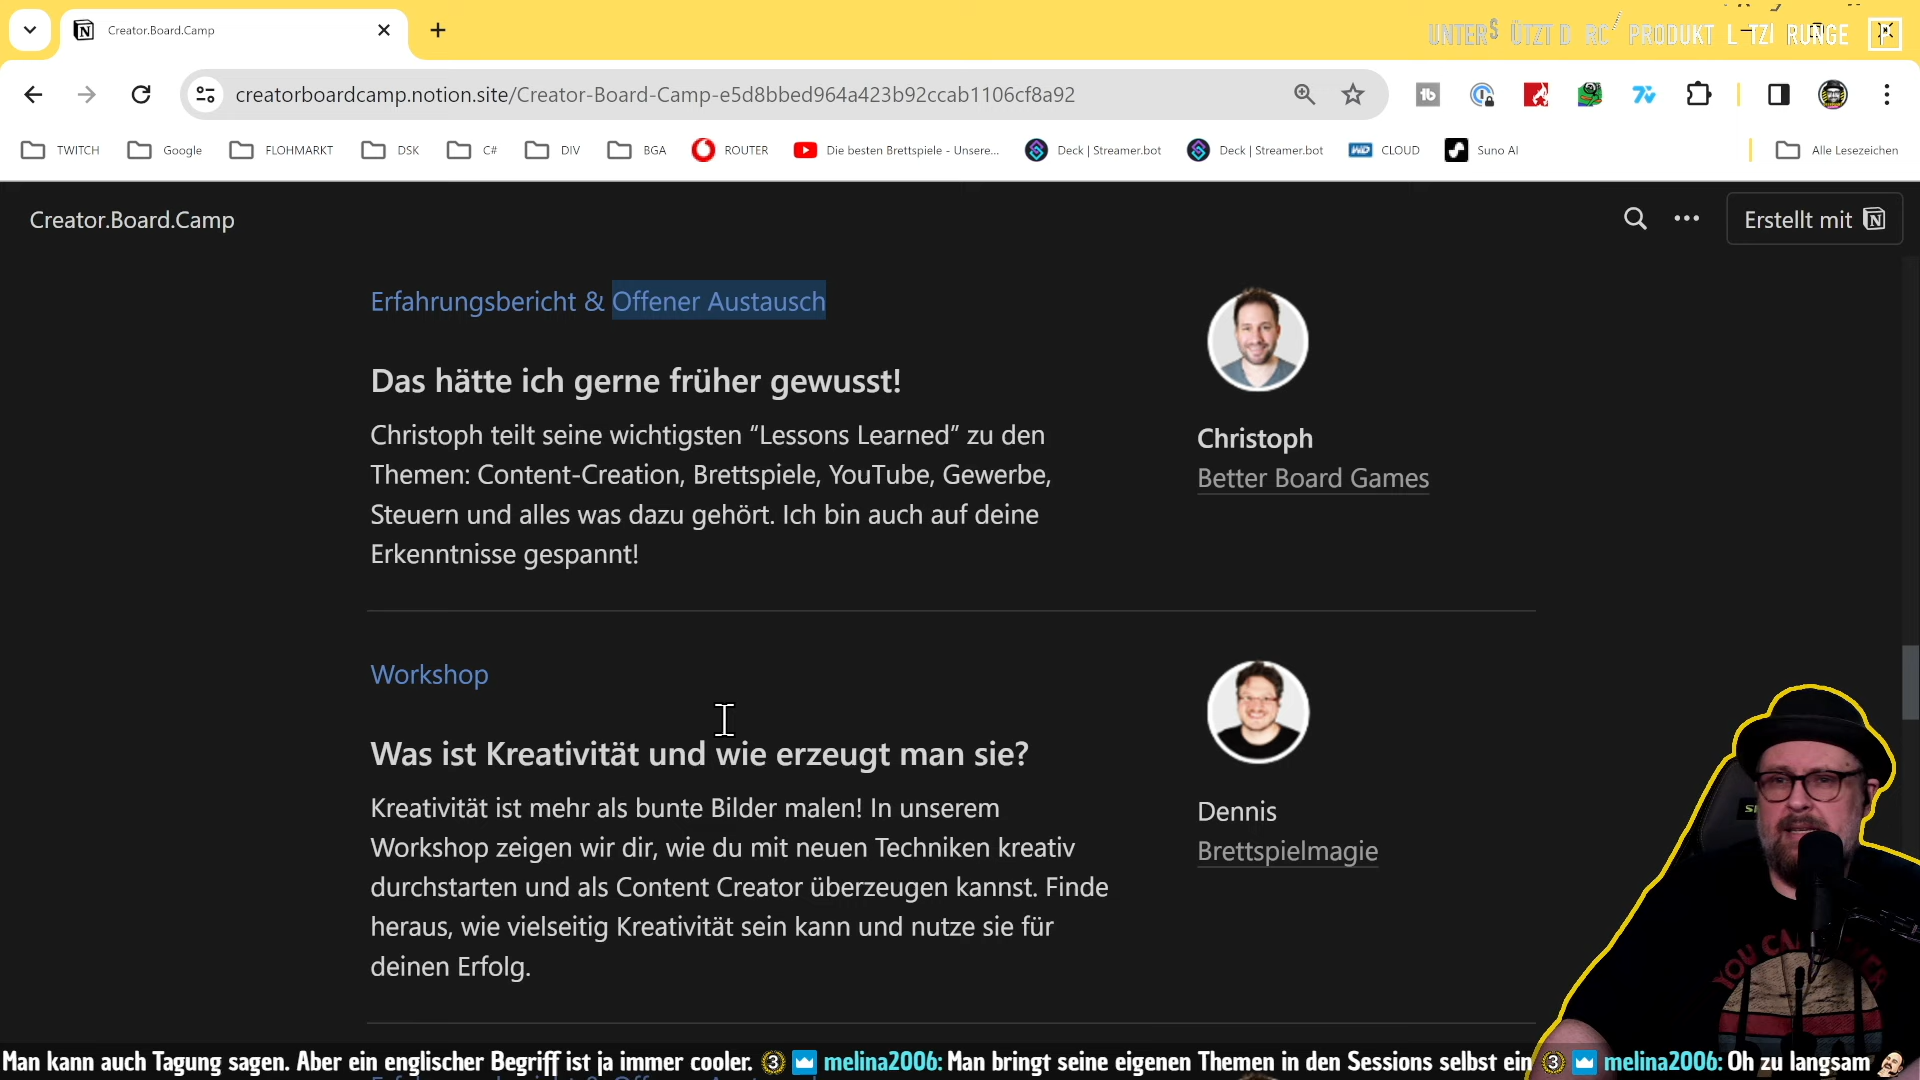 Creator.Board.Camp
PRODUKT
creatorboardcamp.notion.site/Creator-Board-Camp-e5d8bbed964a423b92ccab1106cf8a92
TWITCH
Google
FLOHMARKT
DSK
C#
DIV
BGA
ROUTER
Die besten Brettspiele - Unsere...
Deck | Streamer.bot
Deck | Streamer.bot
CLOUD
Suno AI
Alle Lesezeichen
Creator.Board.Camp
Erstellt mit
Erfahrungsbericht & Offener Austausch
Das hätte ich gerne früher gewusst!
Christoph teilt seine wichtigsten “Lessons Learned” zu den
Themen: Content-Creation, Brettspiele, YouTube, Gewerbe,
Steuern und alles was dazu gehört. Ich bin auch auf deine
Erkenntnisse gespannt!
Christoph
Better Board Games
Workshop
Was ist Kreativität und wie erzeugt man sie?
Kreativität ist mehr als bunte Bilder malen! In unserem
Workshop zeigen wir dir, wie du mit neuen Techniken kreativ
durchstarten und als Content Creator überzeugen kannst. Finde
heraus, wie vielseitig Kreativität sein kann und nutze sie für
deinen Erfolg.
Dennis
Brettspielmagie
YOU CAN
Man kann auch Tagung sagen. Aber ein englischer Begriff ist ja immer cooler. 3 melina2006: Man bringt seine eigenen Themen in den Sessions selbst ein 3 melina2006: Oh zu langsam